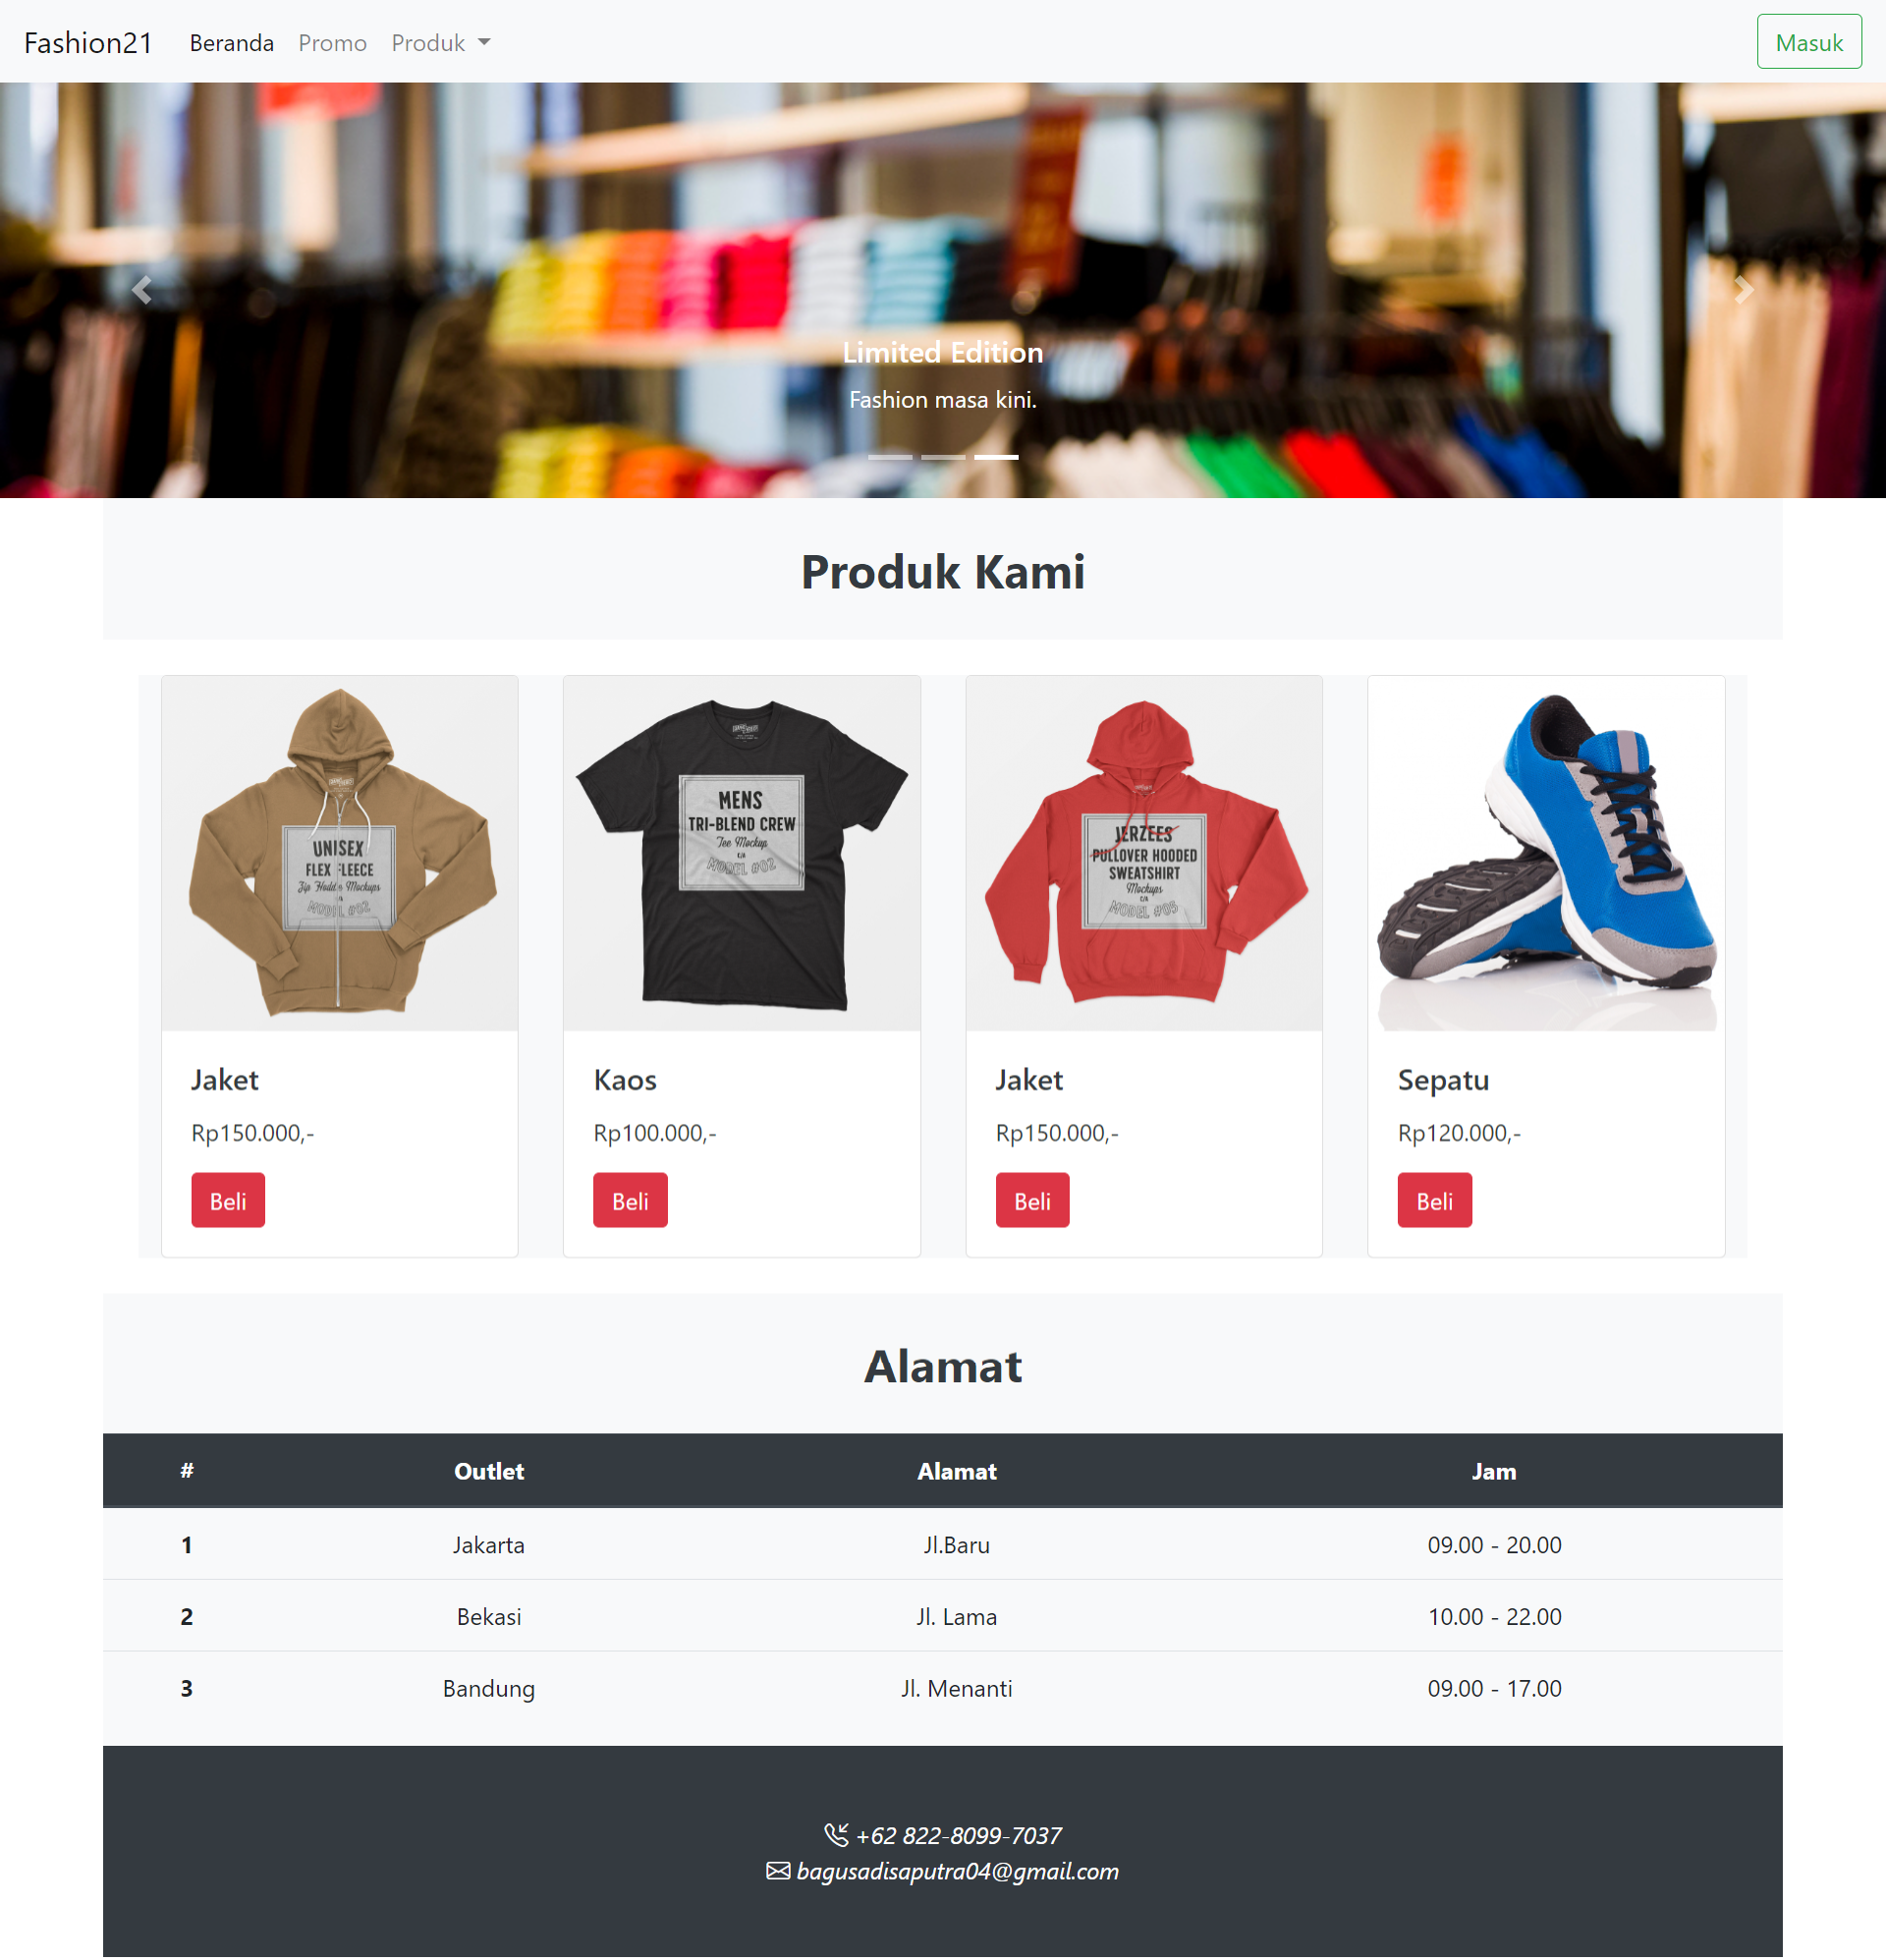 Fashion21 Beranda Promo Produk Masuk
Limited Edition
Fashion masa kini.
Produk Kami
UNISEX
FLEX FLEECE
Zip Hoodie Mockups
MODEL #02
MENS
TRI-BLEND CREW
Tee Mockup
MODEL #02
JERZEES
PULLOVER HOODED
SWEATSHIRT
Mockups
MODEL #05
Jaket
Rp150.000,-
Beli
Kaos
Rp100.000,-
Beli
Jaket
Rp150.000,-
Beli
Sepatu
Rp120.000,-
Beli
Alamat
# Outlet Alamat Jam
1 Jakarta Jl.Baru 09.00 - 20.00
2 Bekasi Jl. Lama 10.00 - 22.00
3 Bandung Jl. Menanti 09.00 - 17.00
+62 822-8099-7037
bagusadisaputra04@gmail.com